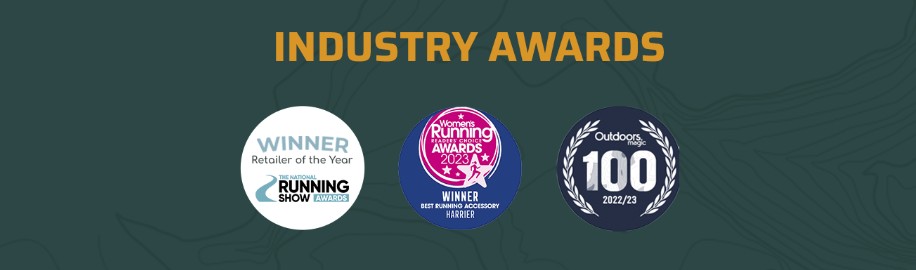 INDUSTRY AWARDS
WINNER
Retailer of the Year
THE NATIONAL
RUNNING
SHOW AWARDS
Women's
Running
READERS' CHOICE
AWARDS
2023
WINNER
BEST RUNNING ACCESSORY
HARRIER
Outdoors
magic
100
2022/23